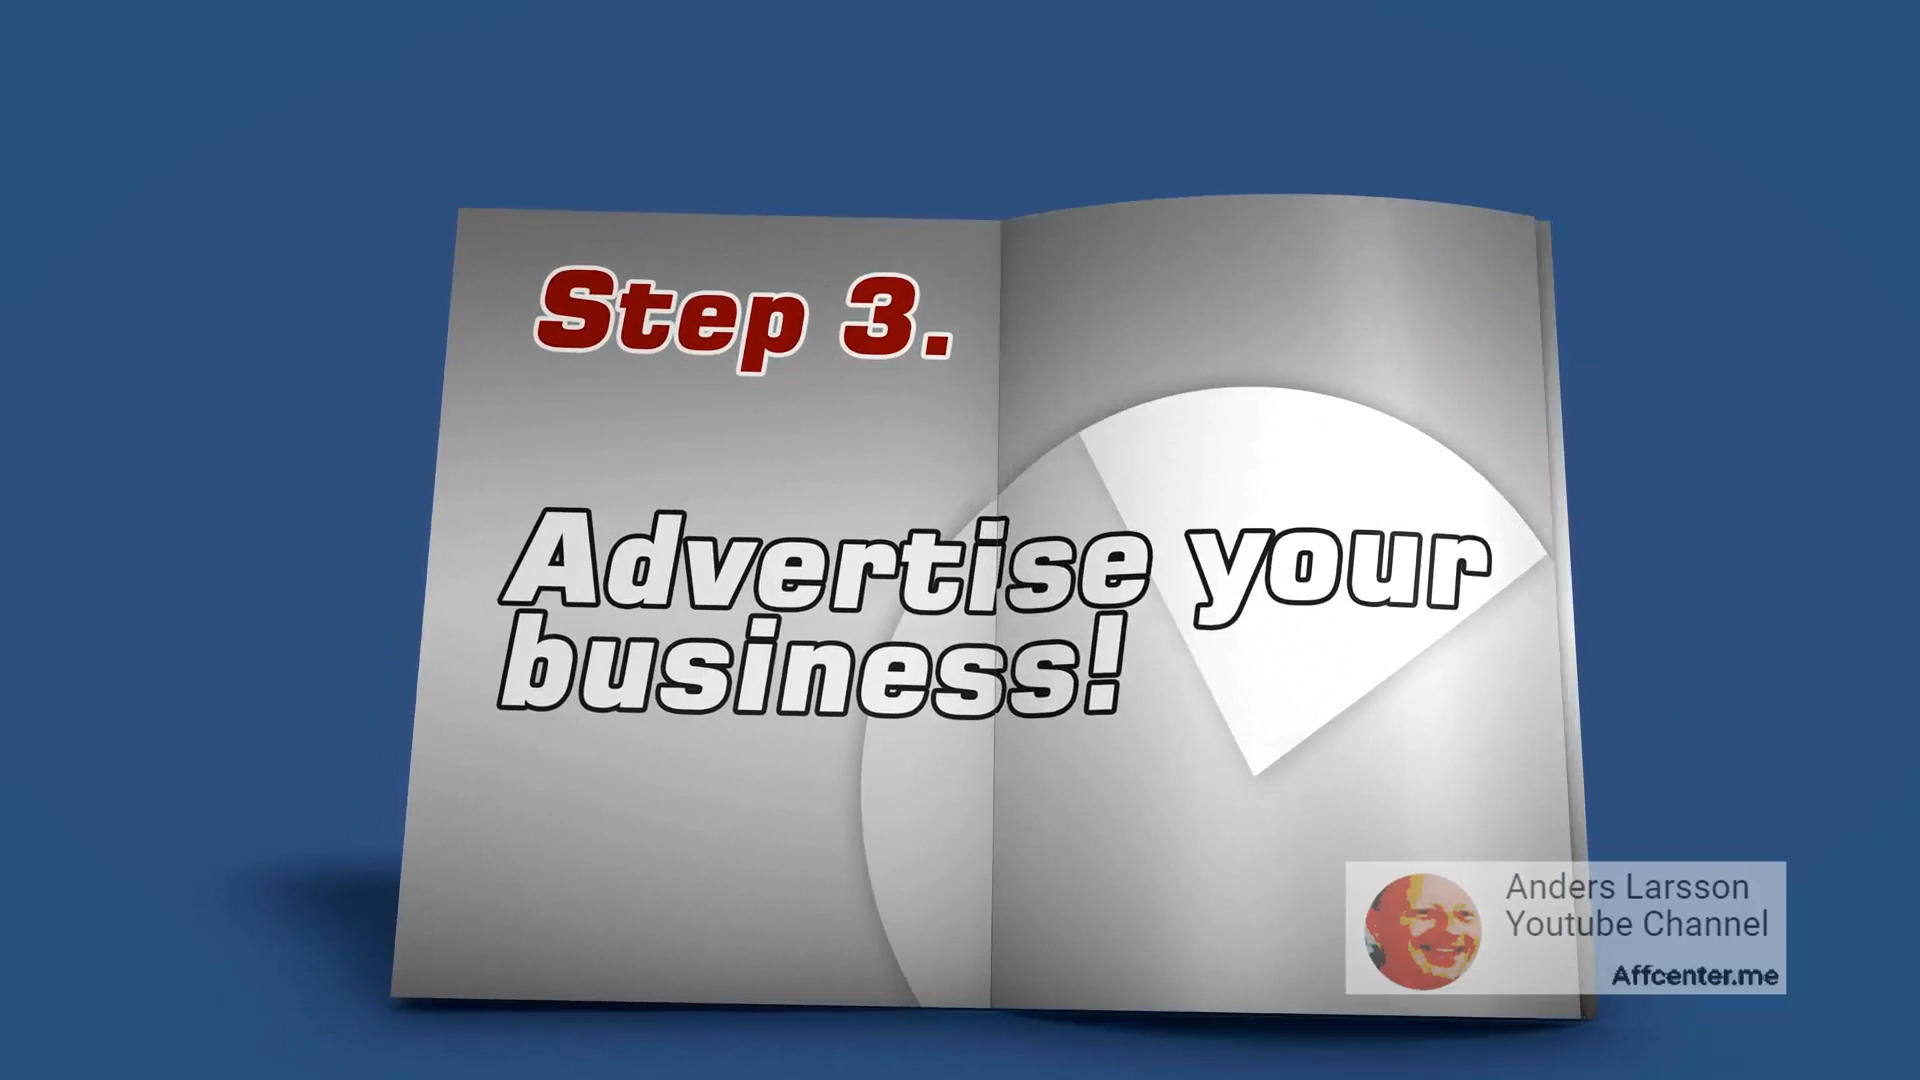 Step 3.
Advertise your
business!
Anders Larsson
Youtube Channel
Affcenter.me